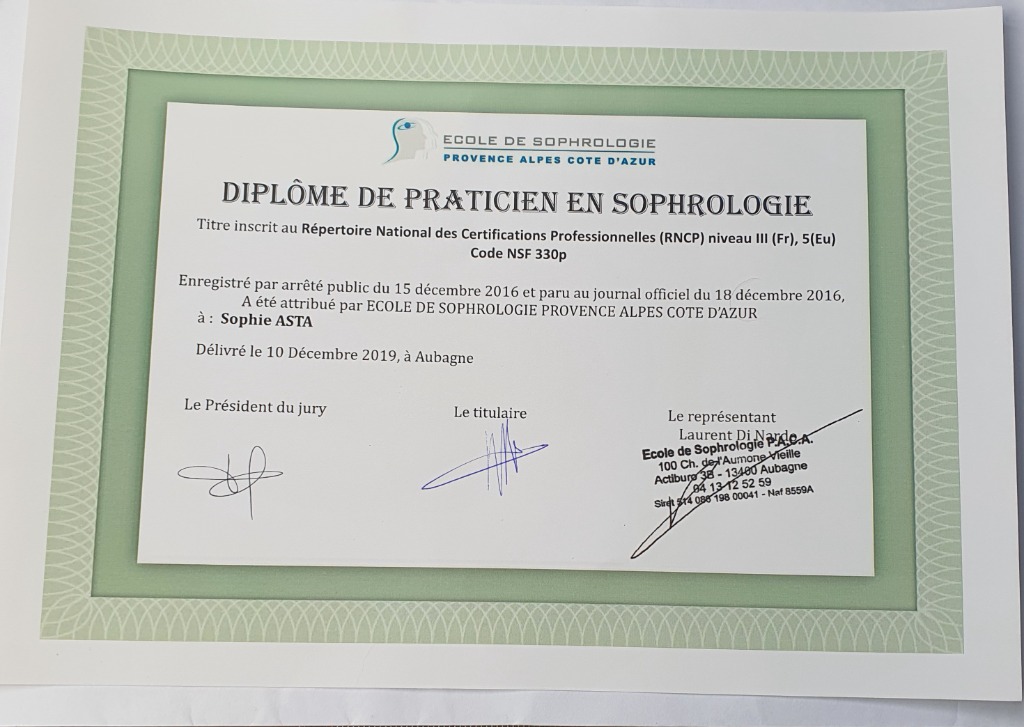 ECOLE DE SOPHROLOGIE
PROVENCE ALPES COTE D'AZUR
DIPLÔME DE PRATICIEN EN SOPHROLOGIE
Titre inscrit au Répertoire National des Certifications Professionnelles (RNCP) niveau III (Fr), 5(Eu)
Code NSF 330p
Enregistré par arrêté public du 15 décembre 2016 et paru au journal officiel du 18 décembre 2016,
A été attribué par ECOLE DE SOPHROLOGIE PROVENCE ALPES COTE D'AZUR
à : Sophie ASTA
Délivré le 10 Décembre 2019, à Aubagne
Le Président du jury
Le titulaire
Le représentant
Laurent Di Nardo
Ecole de Sophrologie P.A.C.A.
100 Ch. de l'Aumone Vieille
Actiburo 3B - 13400 Aubagne
04 13 12 52 59
Siret 514 086 198 00041 - Naf 8559A